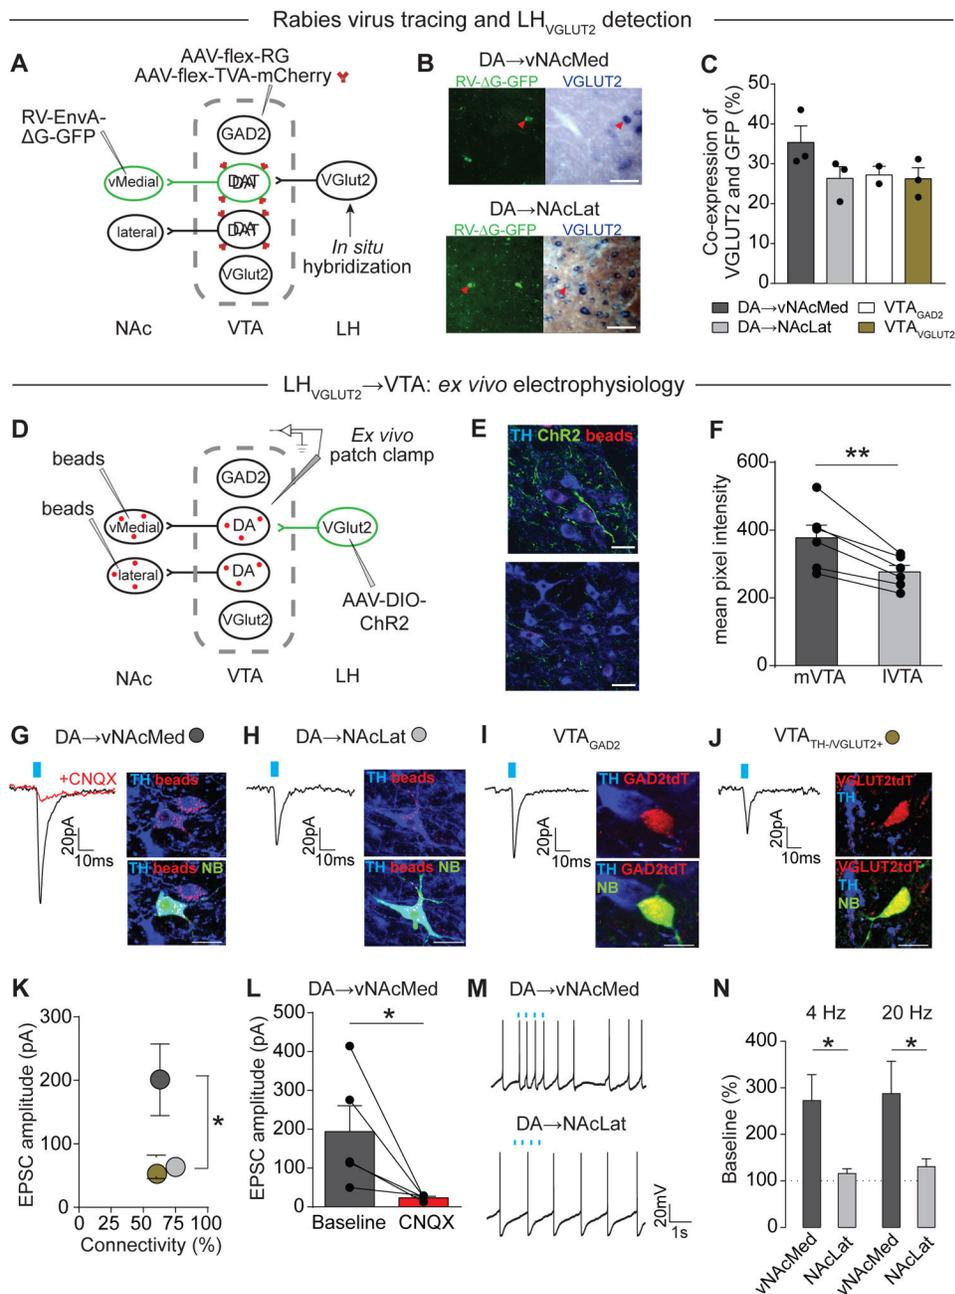 Rabies virus tracing and LHVGLUT2 detection
A
AAV-flex-RG
AAV-flex-TVA-mCherry
RV-EnvA-
ΔG-GFP
GAD2
vMedial
DAT
VGlut2
lateral
DAT
VGlut2
In situ
hybridization
NAc
VTA
LH
B
DA→vNAcMed
RV-ΔG-GFP
VGLUT2
DA→NAcLat
RV-ΔG-GFP
VGLUT2
C
Co-expression of
VGLUT2 and GFP (%)
50
40
30
20
10
0
DA→vNAcMed
VTAGAD2
DA→NAcLat
VTAVGLUT2
LHVGLUT2→VTA: ex vivo electrophysiology
D
beads
beads
Ex vivo
patch clamp
GAD2
vMedial
DA
VGlut2
lateral
DA
VGlut2
AAV-DIO-
ChR2
NAc
VTA
LH
E
TH ChR2 beads
F
**
mean pixel intensity
600
400
200
0
mVTA
lVTA
G
DA→vNAcMed
+CNQX
20pA
10ms
TH beads
TH beads NB
H
DA→NAcLat
20pA
10ms
TH beads
TH beads NB
I
VTAGAD2
20pA
10ms
TH GAD2tdT
TH GAD2tdT
NB
J
VTATH-/VGLUT2+
20pA
10ms
VGLUT2tdT
TH
VGLUT2tdT
TH
NB
K
EPSC amplitude (pA)
300
200
100
0
*
0 25 50 75 100
Connectivity (%)
L
DA→vNAcMed
*
EPSC amplitude (pA)
500
400
300
200
100
0
Baseline
CNQX
M
DA→vNAcMed
DA→NAcLat
20mV
1s
N
4 Hz
20 Hz
*
*
Baseline (%)
400
300
200
100
0
vNAcMed
NAcLat
vNAcMed
NAcLat